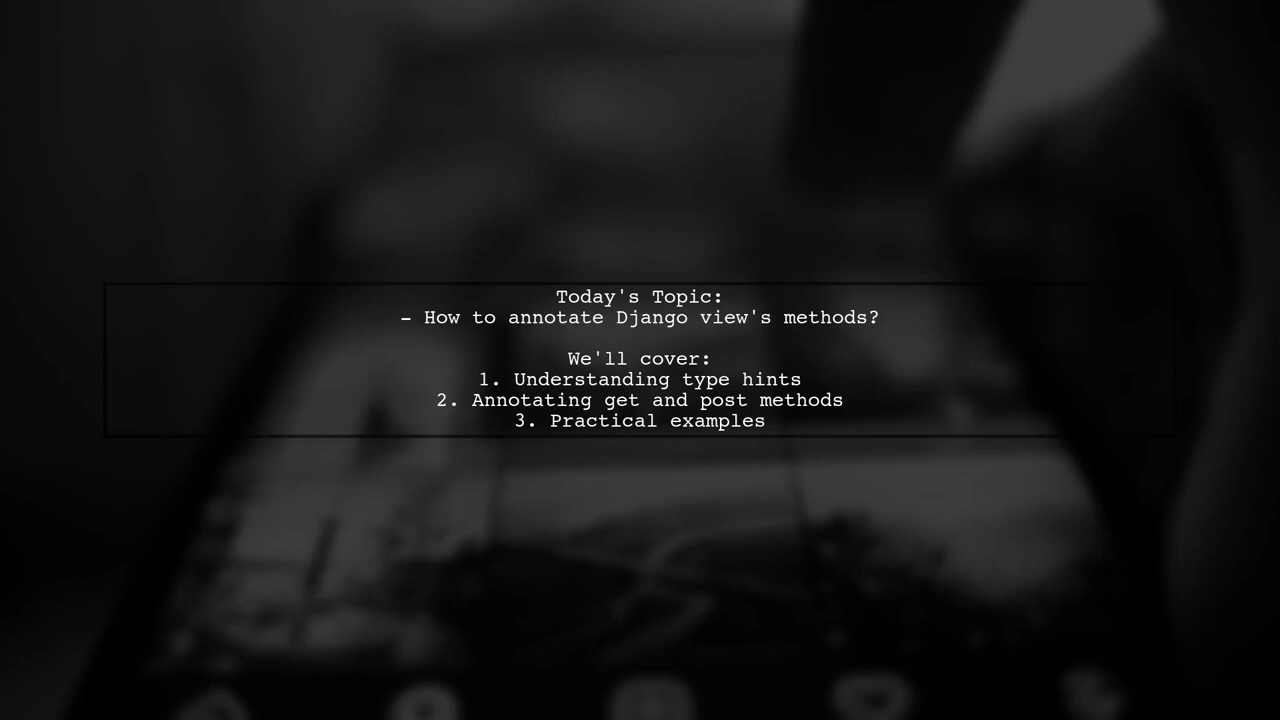 Today's Topic:
- How to annotate Django view's methods?
We'll cover:
1. Understanding type hints
2. Annotating get and post methods
3. Practical examples